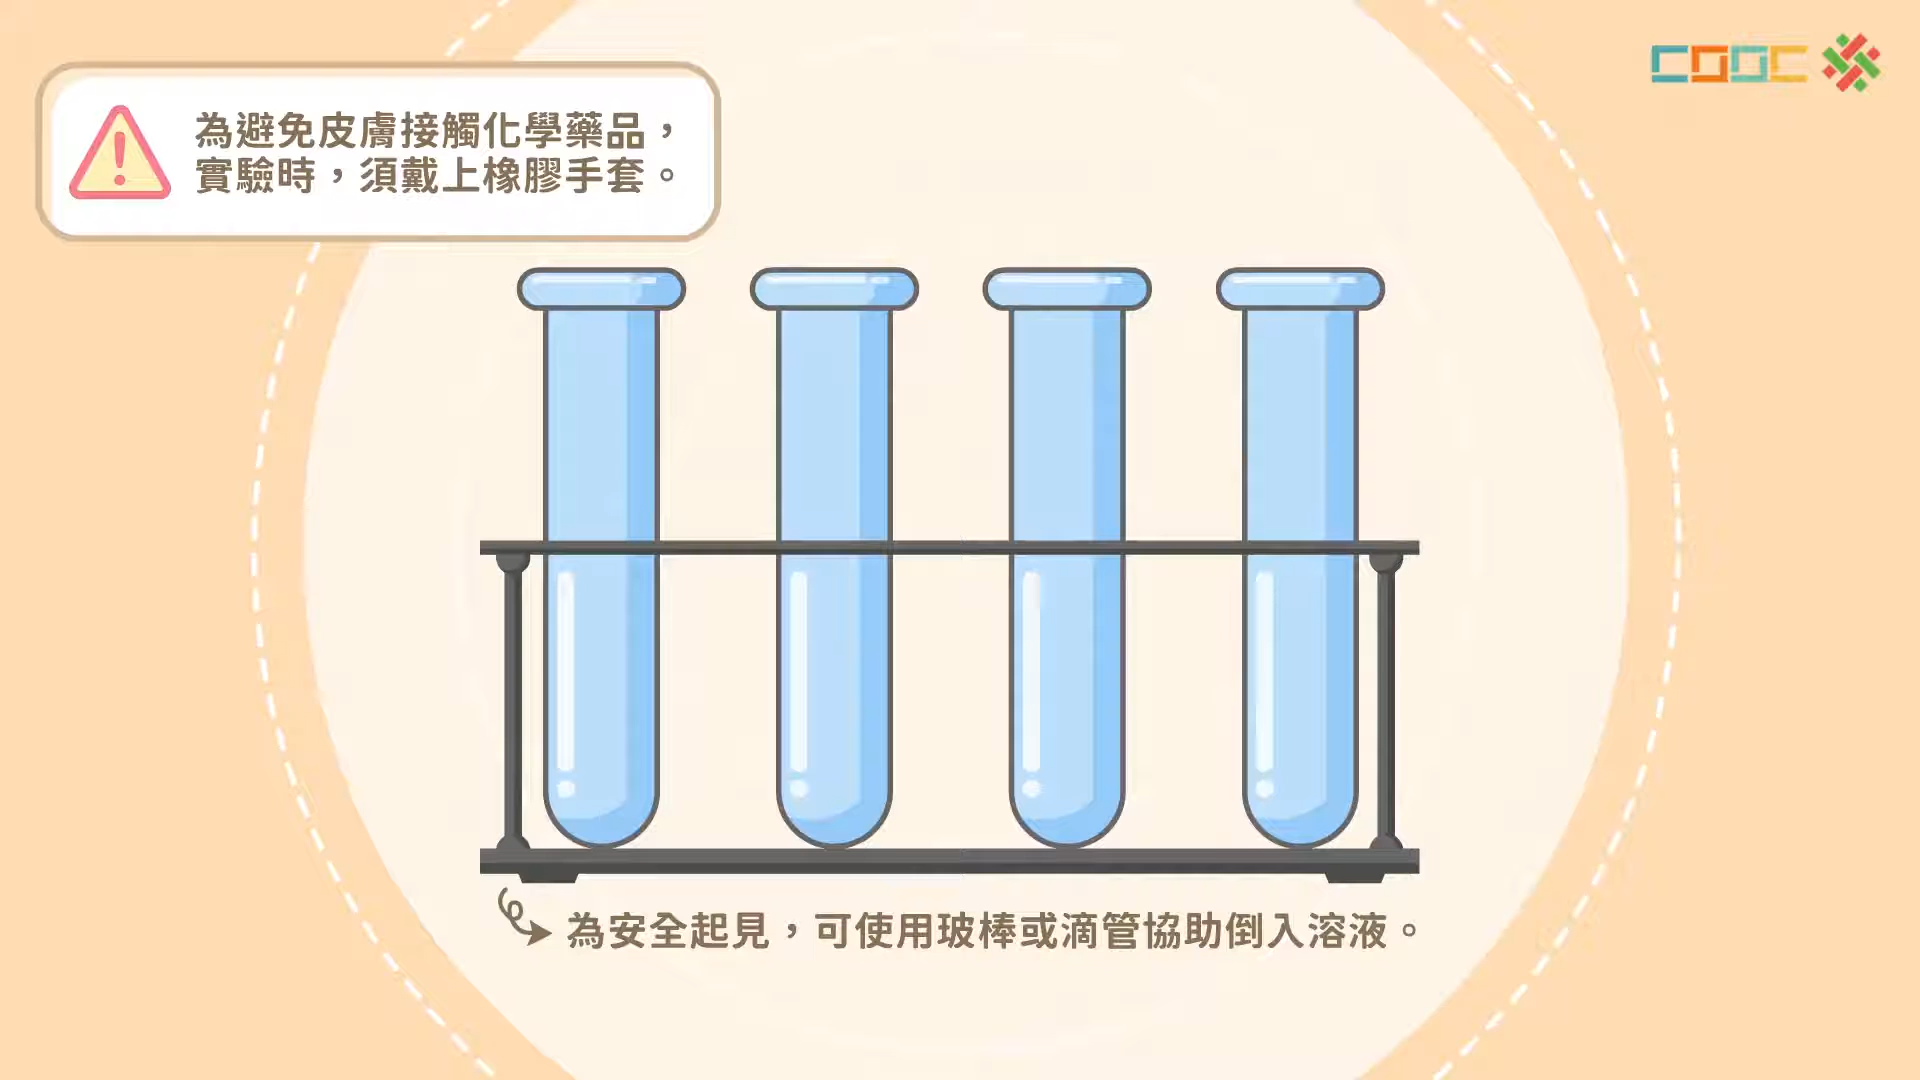 為避免皮膚接觸化學藥品，
實驗時，須戴上橡膠手套。
COOC
為安全起見，可使用玻棒或滴管協助倒入溶液。